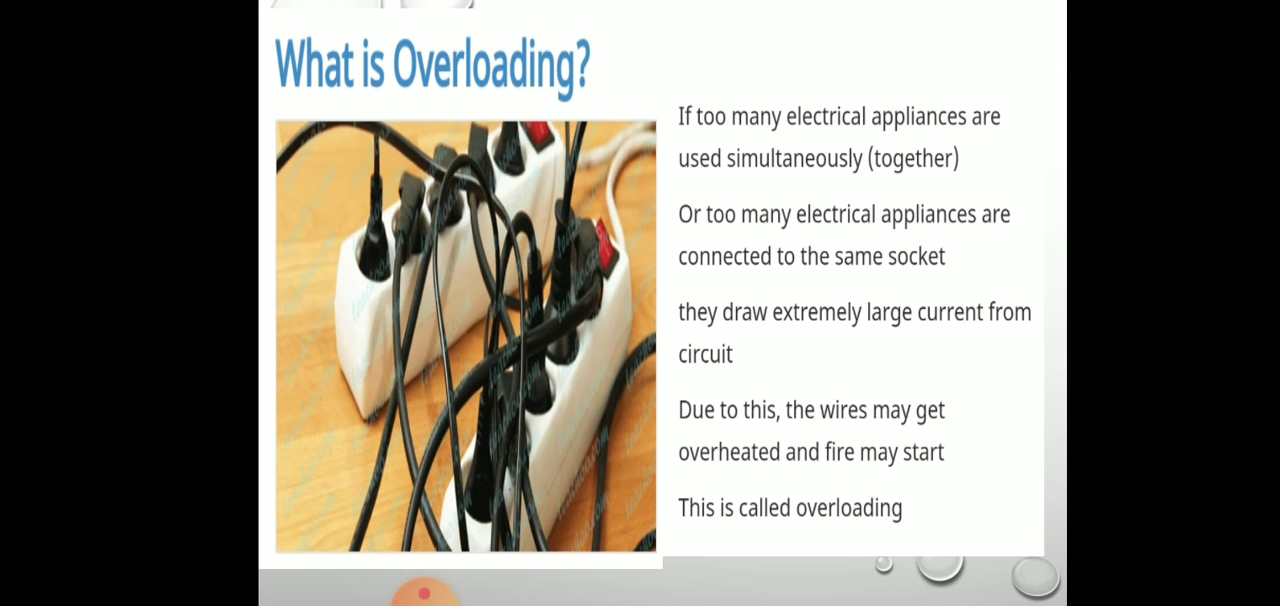 What is Overloading?
If too many electrical appliances are
used simultaneously (together)
Or too many electrical appliances are
connected to the same socket
they draw extremely large current from
circuit
Due to this, the wires may get
overheated and fire may start
This is called overloading